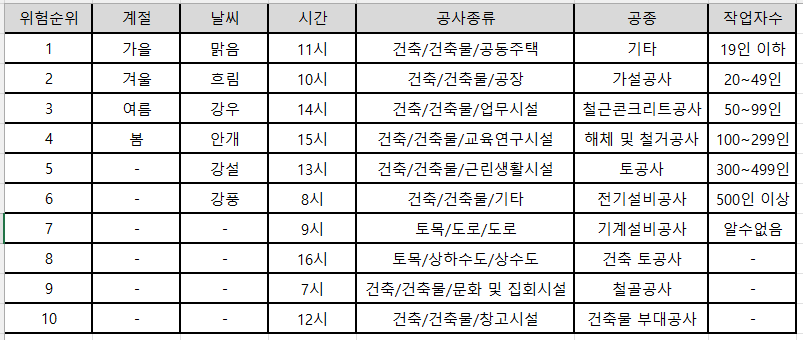 위험순위 계절 날씨 시간 공사종류 공종 작업자수
1 가을 맑음 11시 건축/건축물/공동주택 기타 19인 이하
2 겨울 흐림 10시 건축/건축물/공장 가설공사 20~49인
3 여름 강우 14시 건축/건축물/업무시설 철근콘크리트공사 50~99인
4 봄 안개 15시 건축/건축물/교육연구시설 해체 및 철거공사 100~299인
5 - 강설 13시 건축/건축물/근린생활시설 토공사 300~499인
6 - 강풍 8시 건축/건축물/기타 전기설비공사 500인 이상
7 - - 9시 토목/도로/도로 기계설비공사 알수없음
8 - - 16시 토목/상하수도/상수도 건축 토공사 -
9 - - 7시 건축/건축물/문화 및 집회시설 철골공사 -
10 - - 12시 건축/건축물/창고시설 건축물 부대공사 -